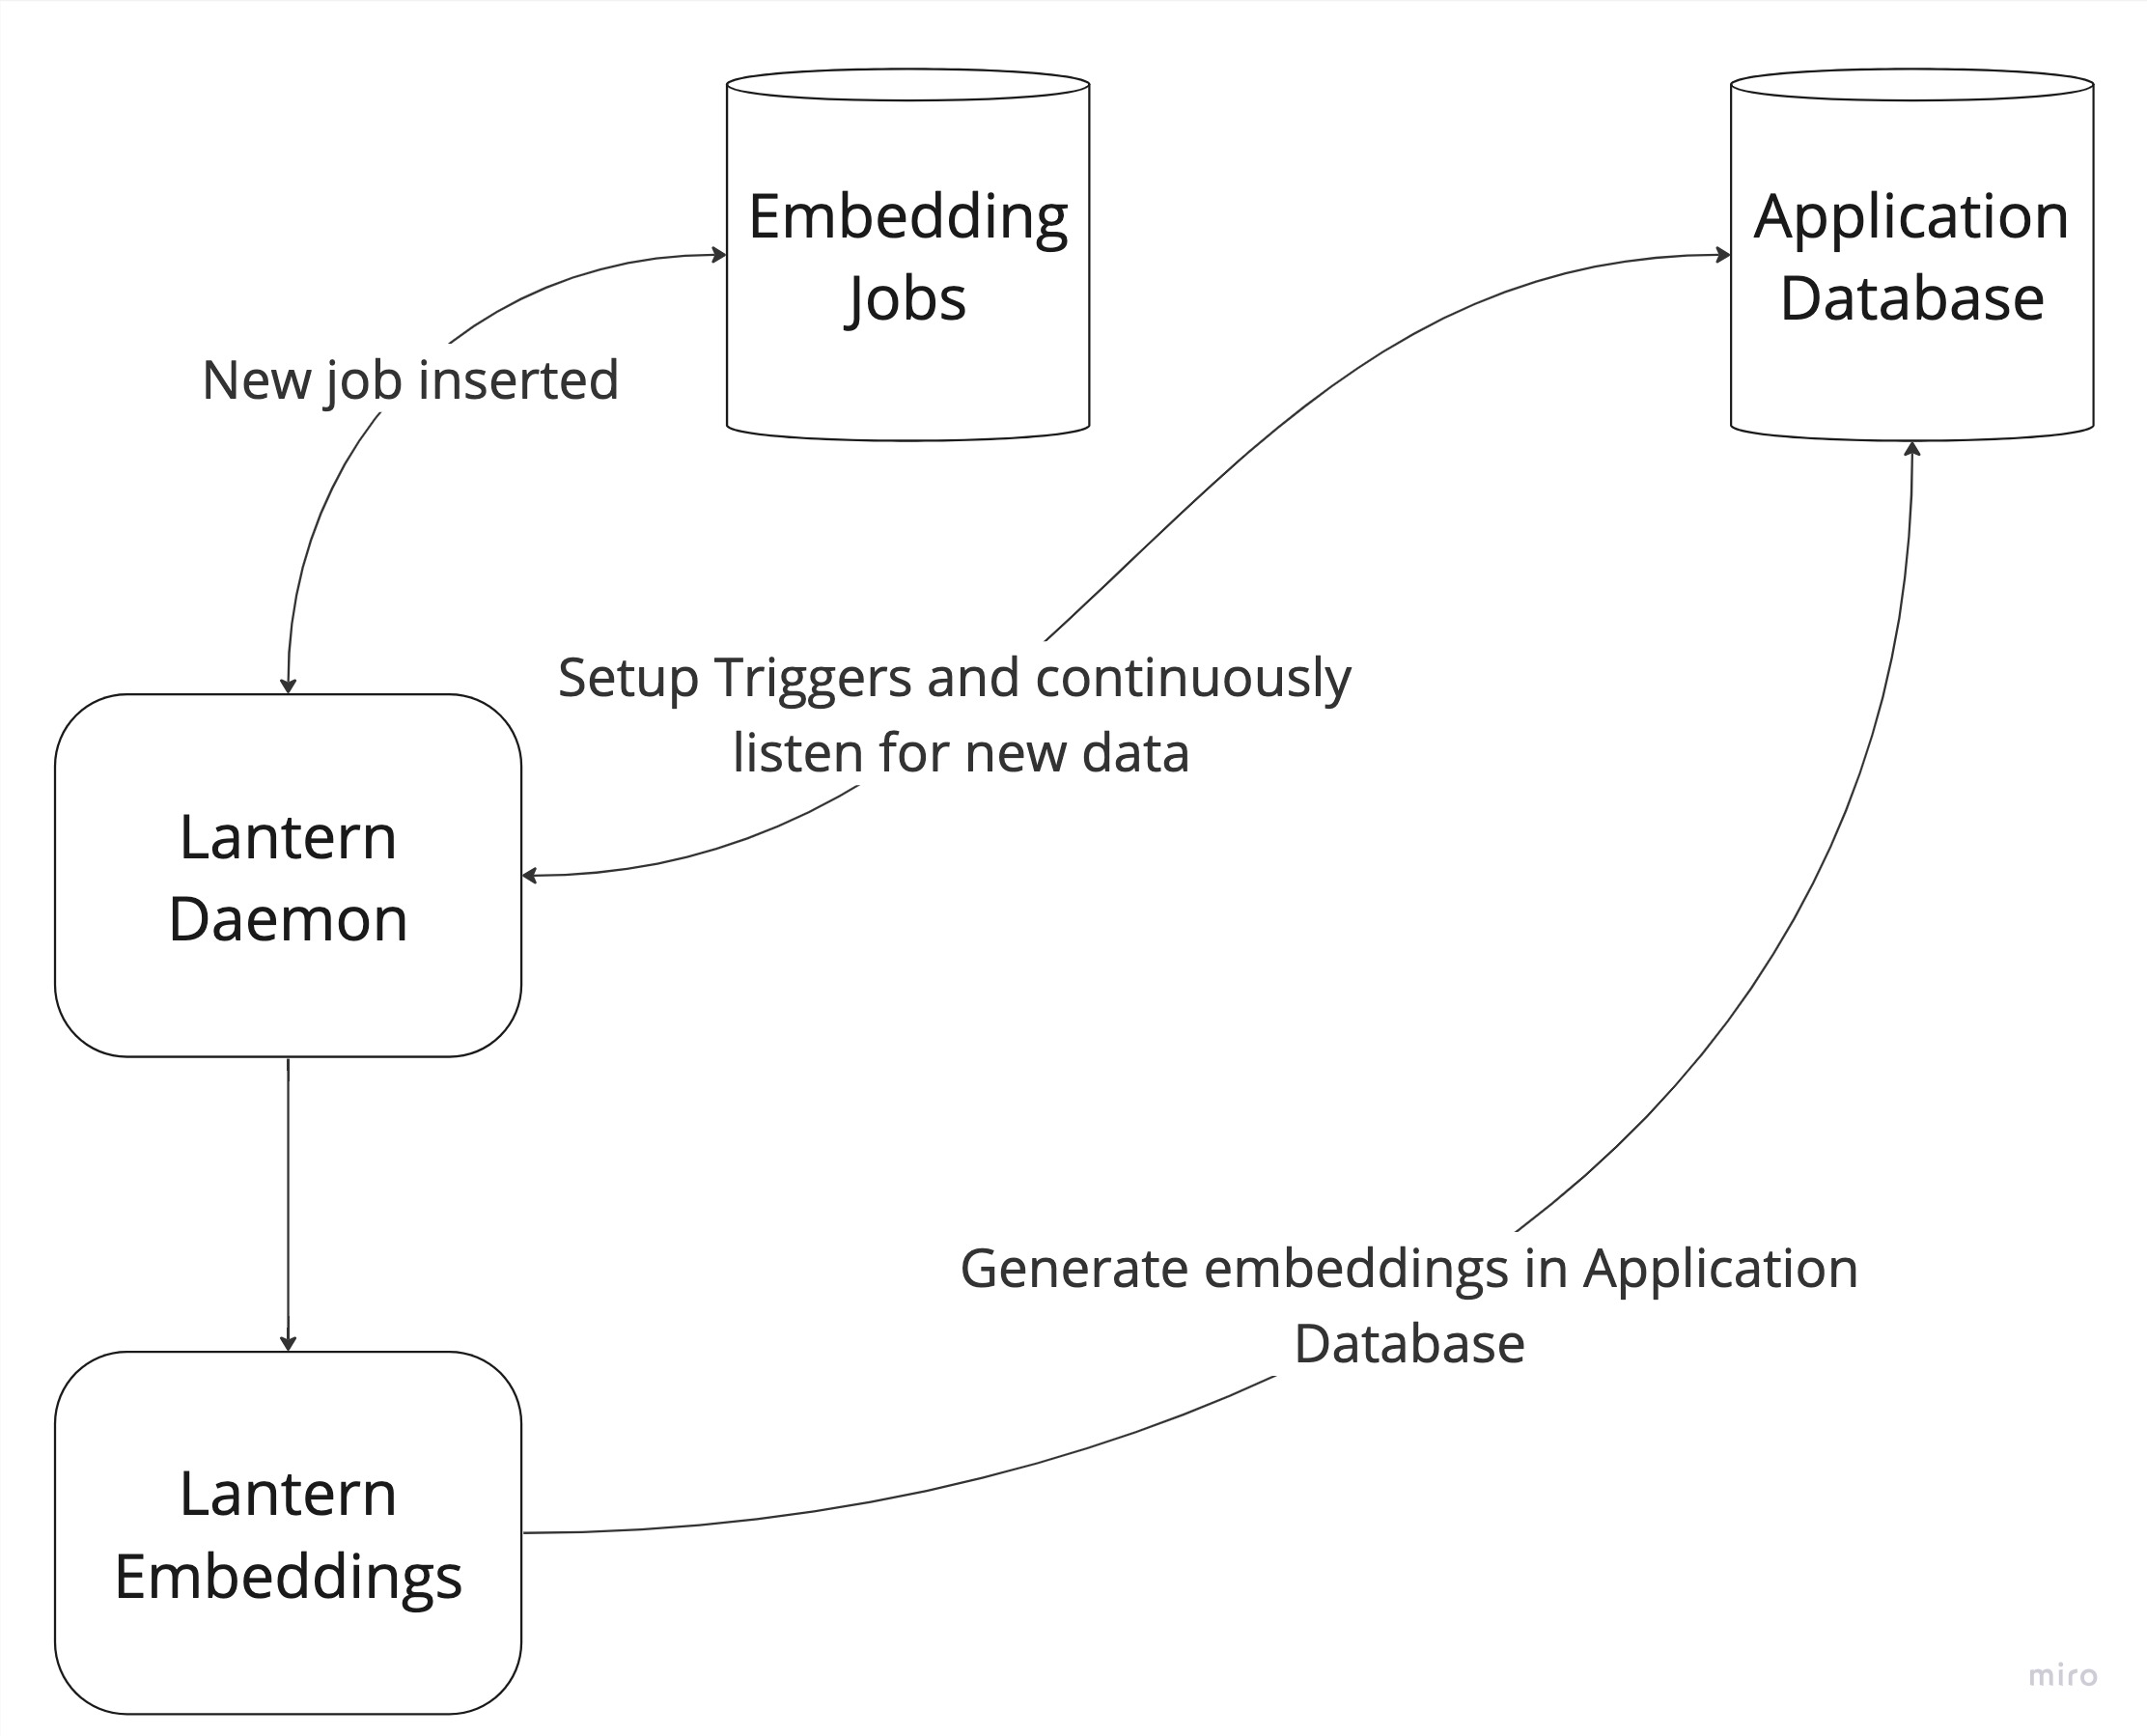 Embedding
Jobs
Application
Database
New job inserted
Setup Triggers and continuously
listen for new data
Lantern
Daemon
Generate embeddings in Application
Database
Lantern
Embeddings
miro